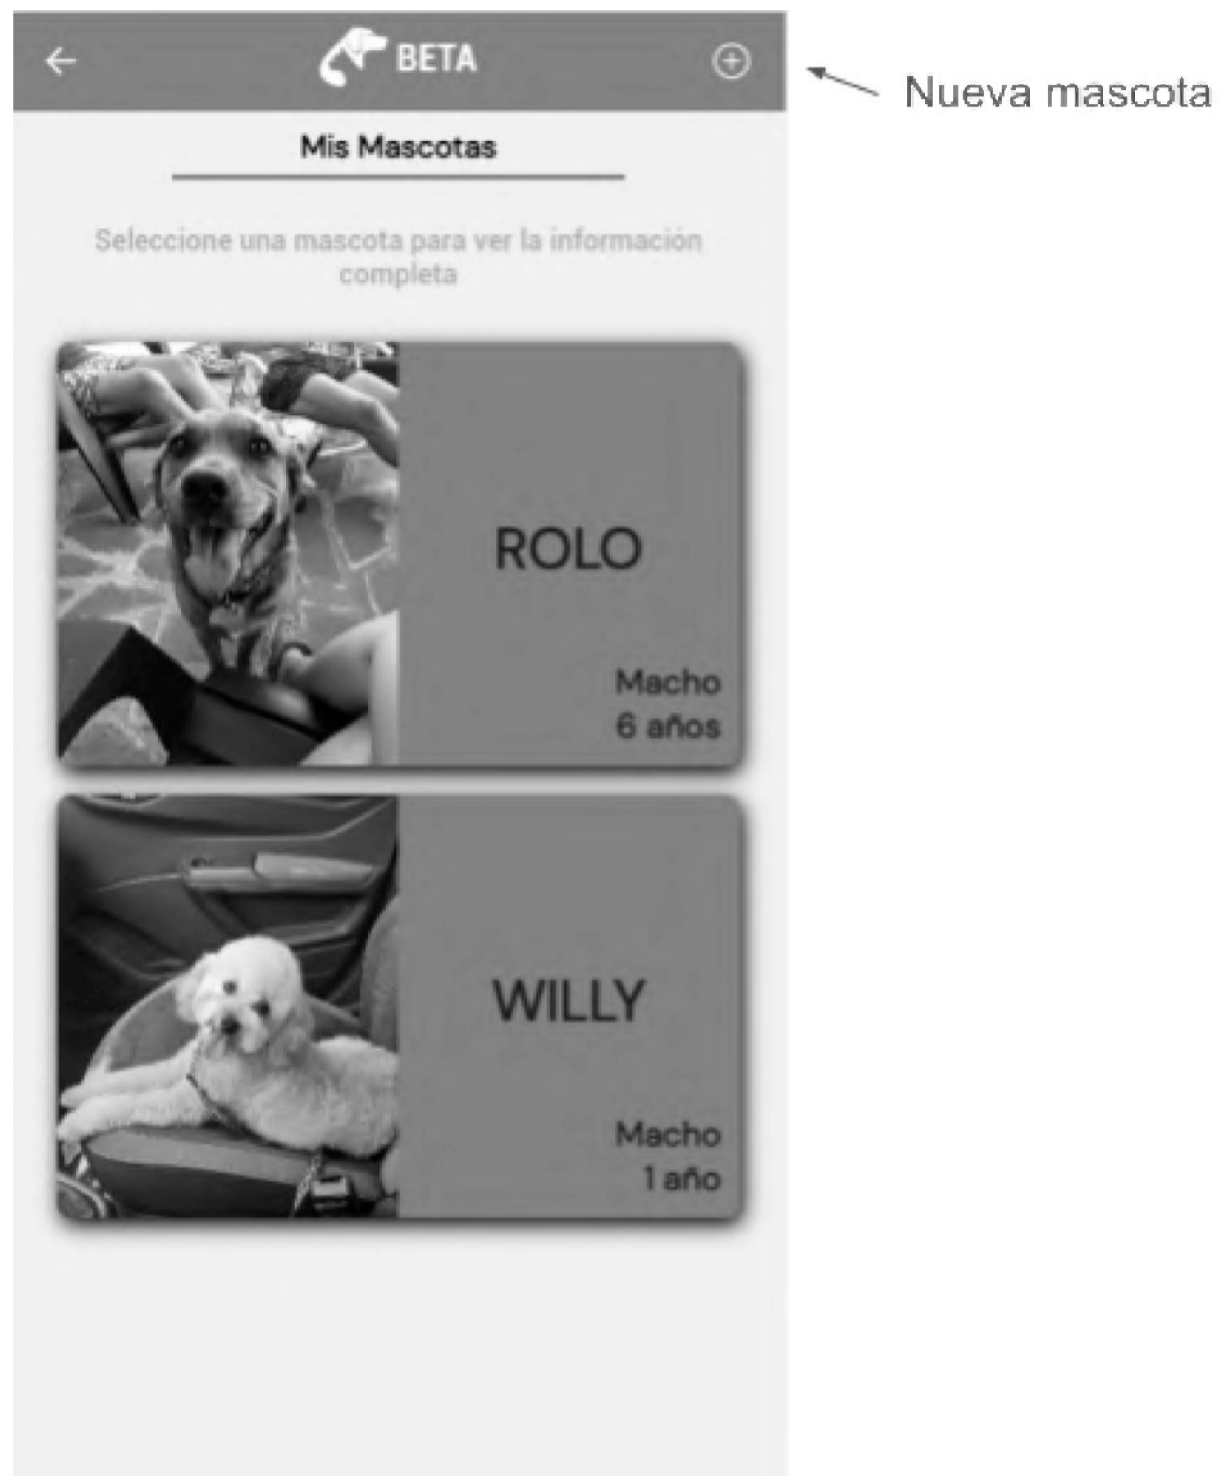 BETA
Nueva mascota
Mis Mascotas
Seleccione una mascota para ver la información
completa
ROLO
Macho
6 años
WILLY
Macho
1 año